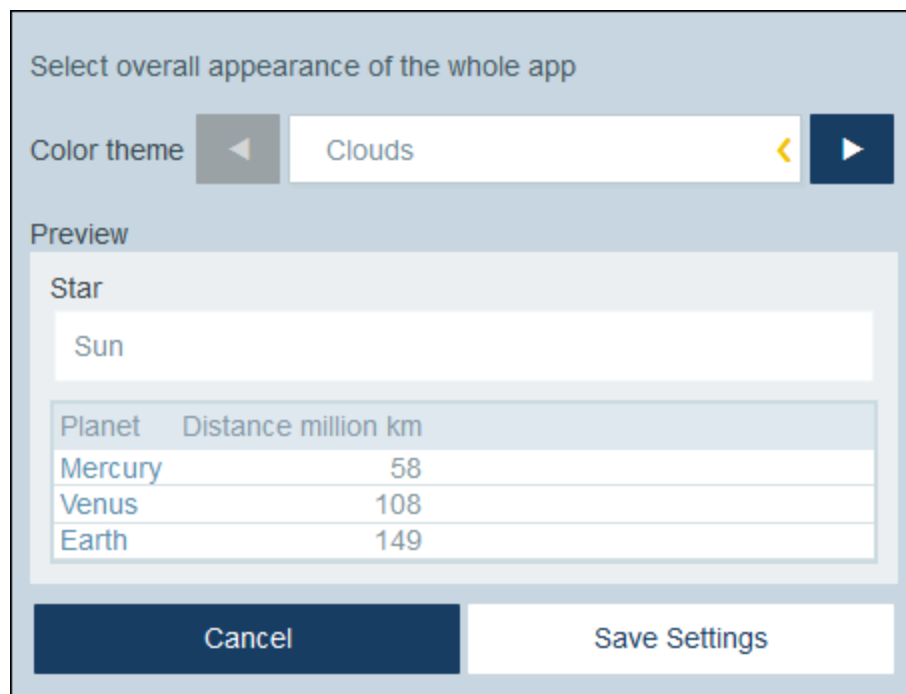 Select overall appearance of the whole app
Color theme Clouds
Preview
Star
Sun
Planet Distance million km
Mercury 58
Venus 108
Earth 149
Cancel Save Settings